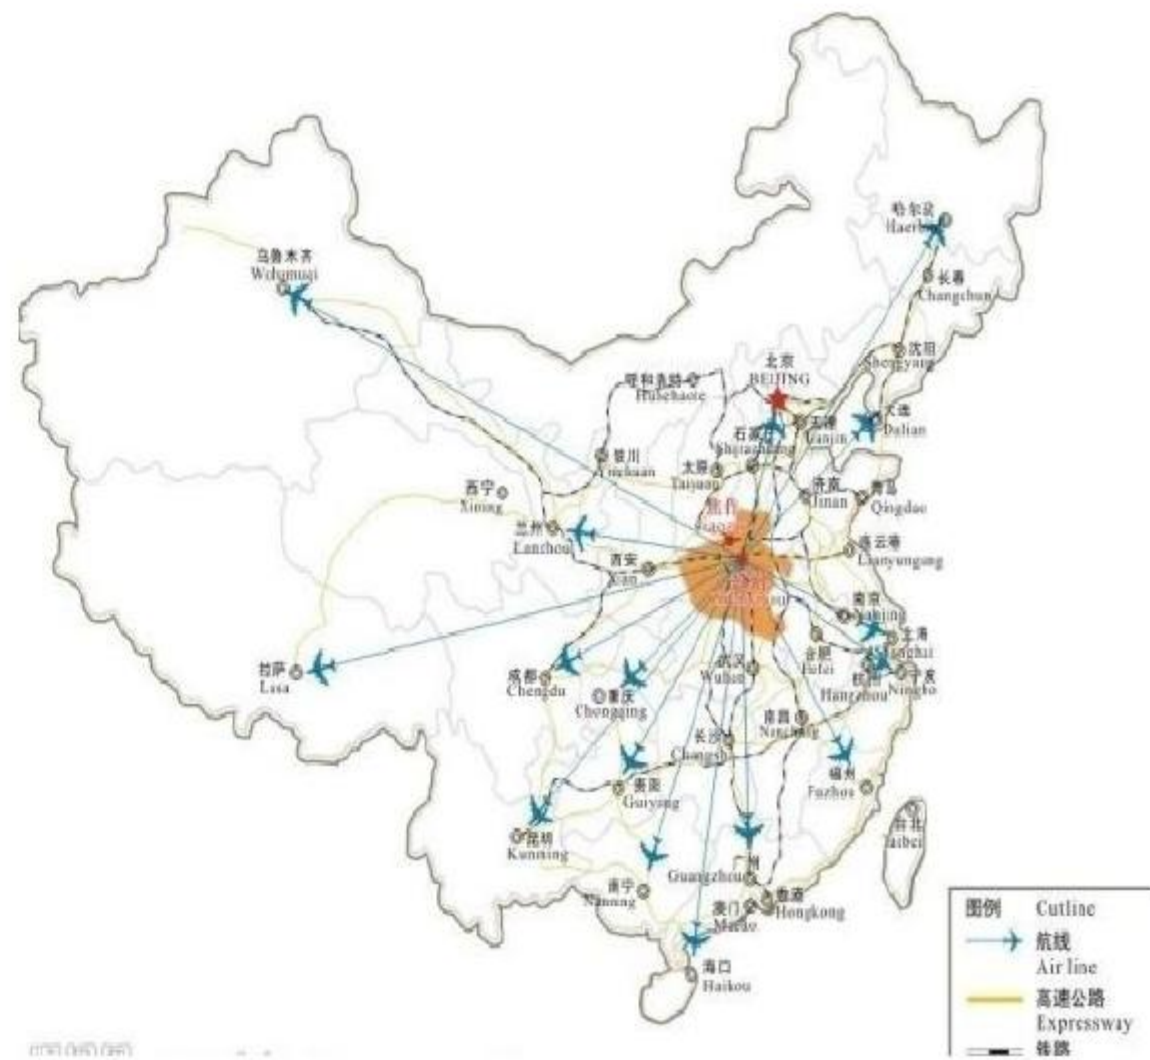 哈尔滨
长春
Changchun
乌鲁木齐
沈阳
Shengyang
北京
BEIJING
呼和浩特
Huhehaote
大连
Dalian
天津
Tianjin
石家庄
Shijiazhuang
银川
太原
Taiyuan
西宁
Xining
济南
Jinan
青岛
Qingdao
焦作
兰州
Lanzhou
西安
Xian
连云港
Lianyungang
南京
Nanjing
上海
合肥
Hefei
拉萨
Lasa
成都
Chengdu
武汉
Wuhan
杭州
Hangzhou
宁波
Ningbo
重庆
Chongqing
南昌
Nanchang
长沙
Changsha
贵阳
Guiyang
福州
Fuzhou
台北
Taibei
昆明
Kunming
广州
Guangzhou
南宁
Nanning
香港
Hongkong
澳门
Macao
海口
Haikou
图例 Cutline
航线
Air line
高速公路
Expressway
铁路